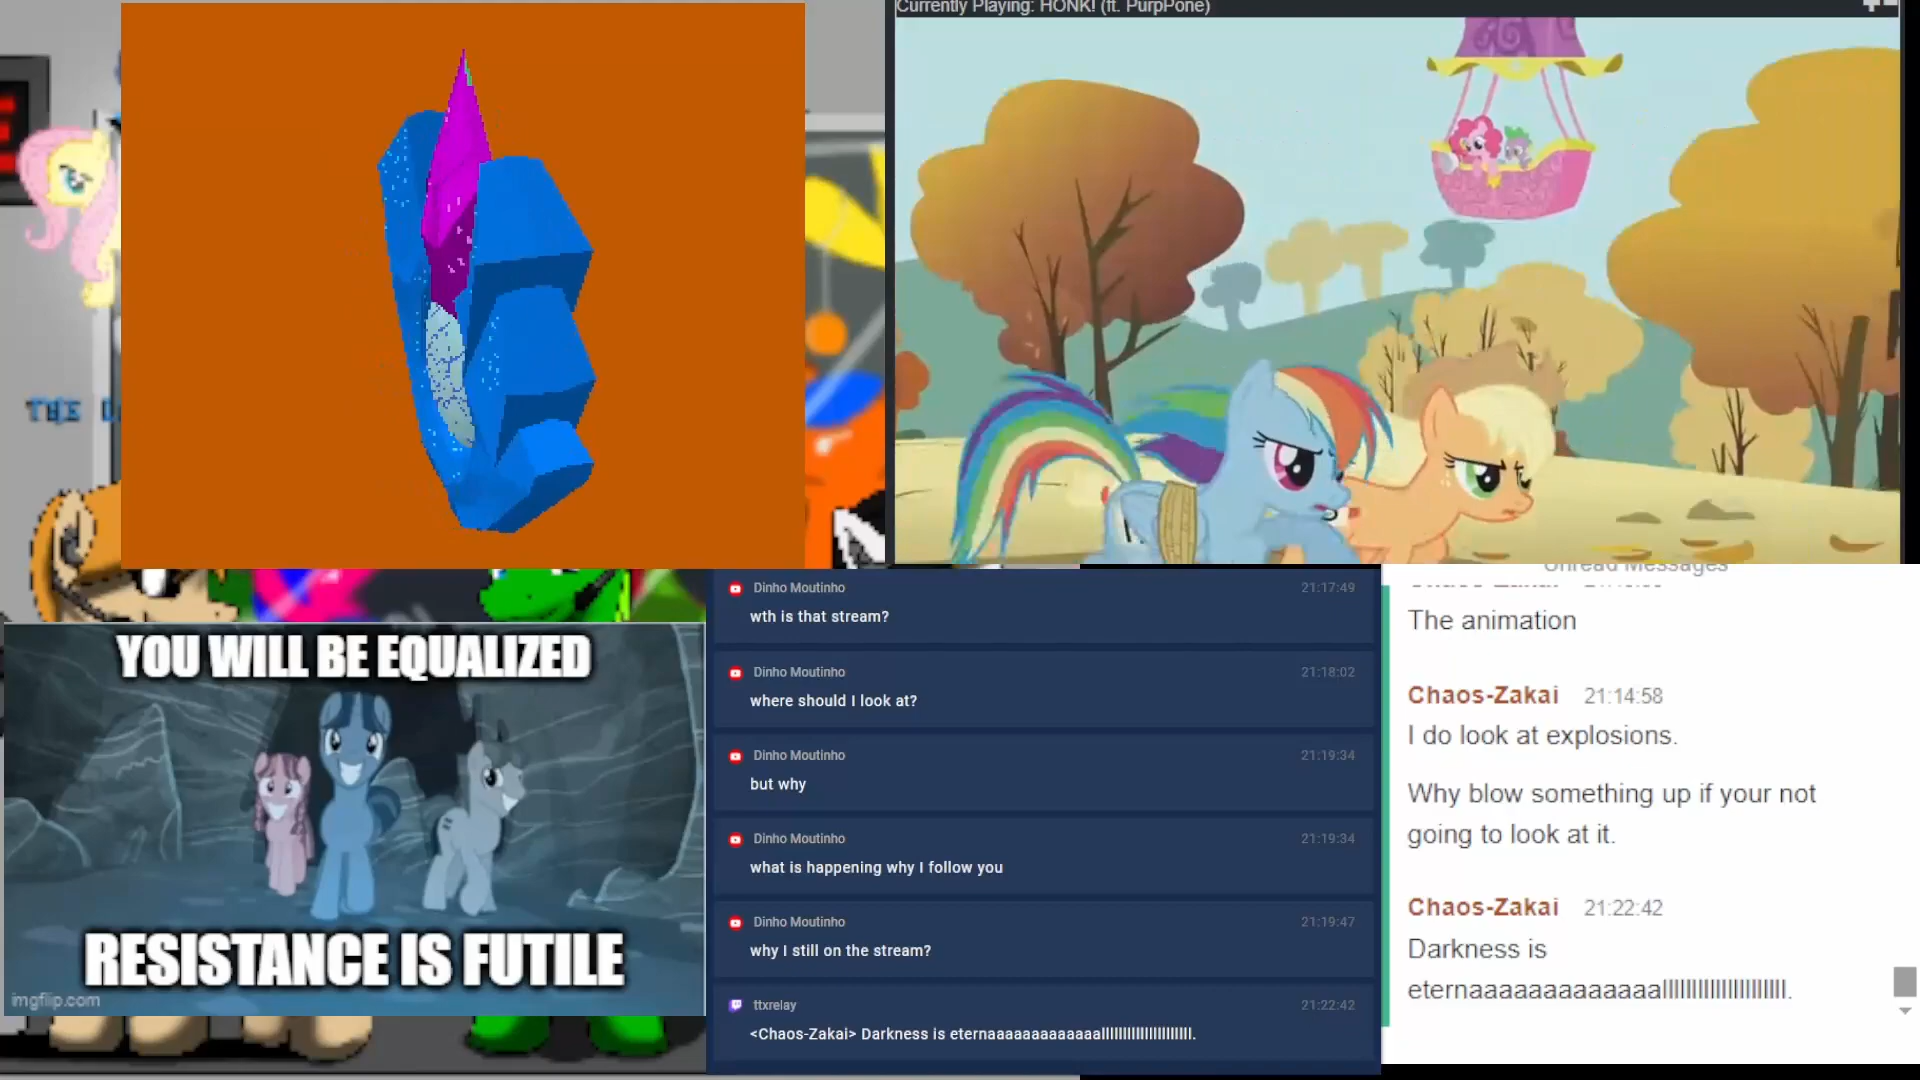 Currently Playing: HONK! (ft. PurpPone)
THE
YOU WILL BE EQUALIZED
RESISTANCE IS FUTILE
imgflip.com
Dinho Moutinho 21:17:49
wth is that stream?
Dinho Moutinho 21:18:02
where should I look at?
Dinho Moutinho 21:19:34
but why
Dinho Moutinho 21:19:34
what is happening why I follow you
Dinho Moutinho 21:19:47
why I still on the stream?
ttxrelay 21:22:42
<Chaos-Zakai> Darkness is eternaaaaaaaaaaaaalllllllllllllllllllll.
Unread Messages
The animation
Chaos-Zakai 21:14:58
I do look at explosions.
Why blow something up if your not
going to look at it.
Chaos-Zakai 21:22:42
Darkness is
eternaaaaaaaaaaaaalllllllllllllllllllll.